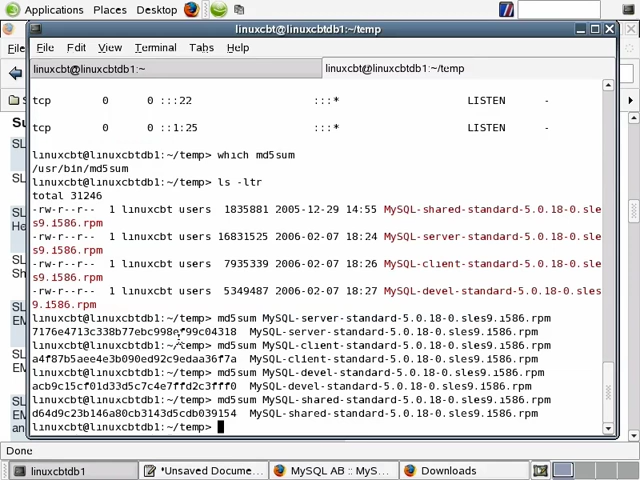 Applications Places Desktop
linuxcbt@linuxcbtdb1:~/temp
File Edit View Terminal Tabs Help
linuxcbt@linuxcbtdb1:~
linuxcbt@linuxcbtdb1:~/temp
tcp 0 0 :::22 :::* LISTEN -
tcp 0 0 ::1:25 :::* LISTEN -
linuxcbt@linuxcbtdb1:~/temp> which md5sum
/usr/bin/md5sum
linuxcbt@linuxcbtdb1:~/temp> ls -ltr
total 31246
-rw-r--r-- 1 linuxcbt users 1835881 2005-12-29 14:55 MySQL-shared-standard-5.0.18-0.sle
s9.i586.rpm
-rw-r--r-- 1 linuxcbt users 16831525 2006-02-07 18:24 MySQL-server-standard-5.0.18-0.sle
s9.i586.rpm
-rw-r--r-- 1 linuxcbt users 7935339 2006-02-07 18:26 MySQL-client-standard-5.0.18-0.sle
s9.i586.rpm
-rw-r--r-- 1 linuxcbt users 5349487 2006-02-07 18:27 MySQL-devel-standard-5.0.18-0.sles
9.i586.rpm
linuxcbt@linuxcbtdb1:~/temp> md5sum MySQL-server-standard-5.0.18-0.sles9.i586.rpm
MySQL-server-standard-5.0.18-0.sles9.i586.rpm
linuxcbt@linuxcbtdb1:~/temp> md5sum MySQL-client-standard-5.0.18-0.sles9.i586.rpm
a4f87b5aee4e3b090ed92c9edaa36f7a MySQL-client-standard-5.0.18-0.sles9.i586.rpm
linuxcbt@linuxcbtdb1:~/temp> md5sum MySQL-devel-standard-5.0.18-0.sles9.i586.rpm
acb9c15cf01d33d5c7c4e7ffd2c3fff0 MySQL-devel-standard-5.0.18-0.sles9.i586.rpm
linuxcbt@linuxcbtdb1:~/temp> md5sum MySQL-shared-standard-5.0.18-0.sles9.i586.rpm
d64d9c23b146a80cb3143d5cdb039154 MySQL-shared-standard-5.0.18-0.sles9.i586.rpm
linuxcbt@linuxcbtdb1:~/temp>
Done
linuxcbtdb1
*Unsaved Docume...
MySQL AB :: MyS...
Downloads